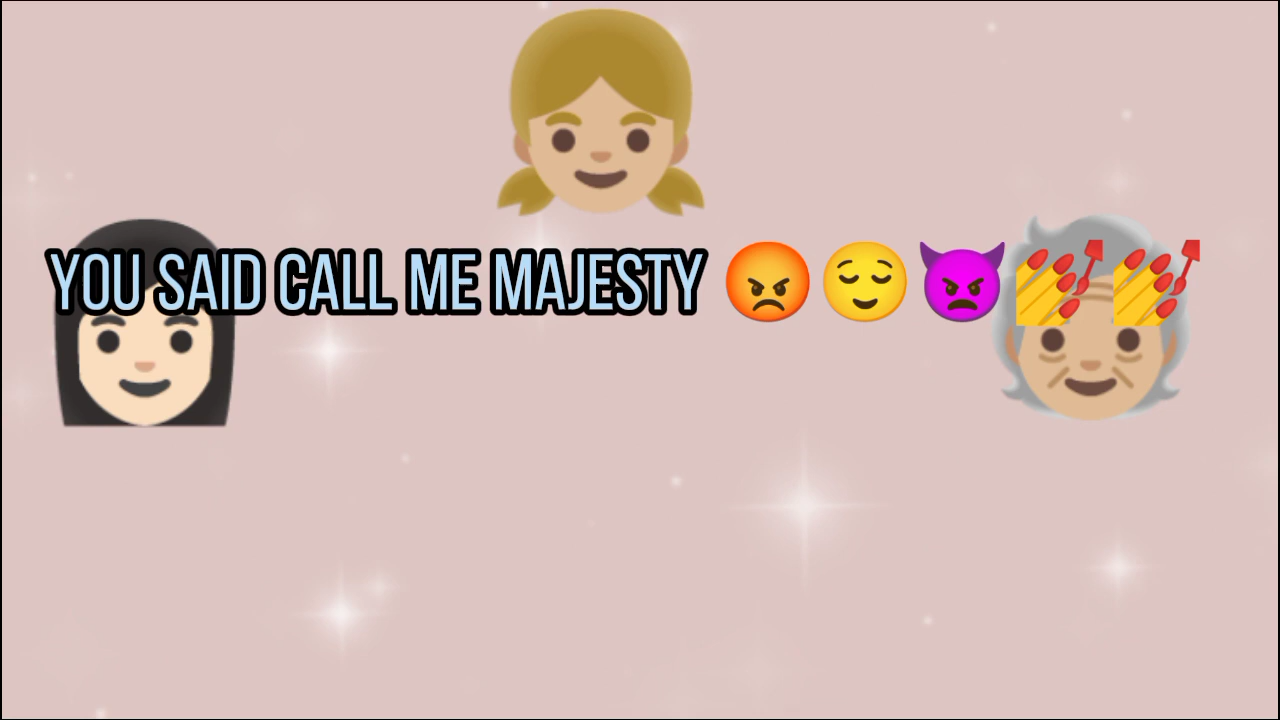 YOU SAID CALL ME MAJESTY 😡😌👿💅💅